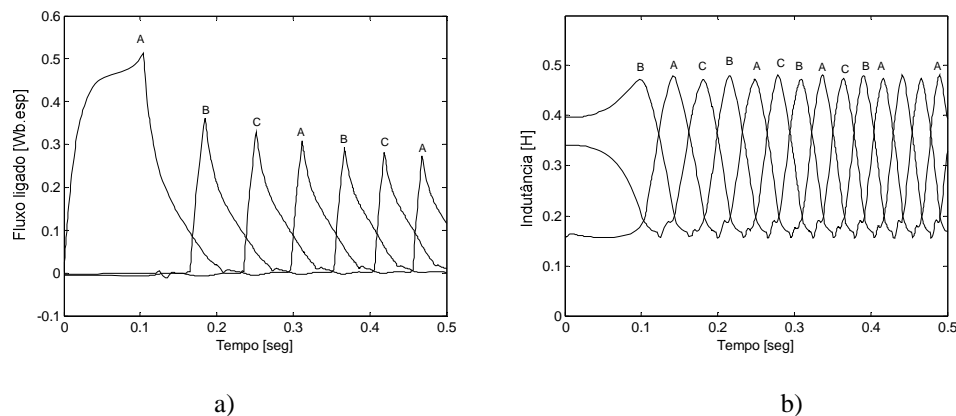 0.6
0.5
0.4
0.3
0.2
0.1
0
-0.1
Fluxo ligado [Wb.esp]
A
B
C
A
B
C
A
0 0.1 0.2 0.3 0.4 0.5
Tempo [seg]
a)
0.5
0.4
0.3
0.2
0.1
0
Indutância [H]
B A C B A C B A C B A A
0 0.1 0.2 0.3 0.4 0.5
Tempo [seg]
b)